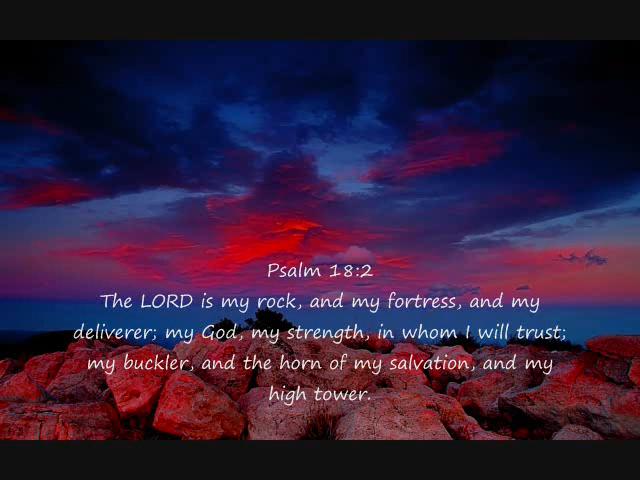 Psalm 18:2
The LORD is my rock, and my fortress, and my
deliverer; my God, my strength, in whom I will trust;
my buckler, and the horn of my salvation, and my
high tower.